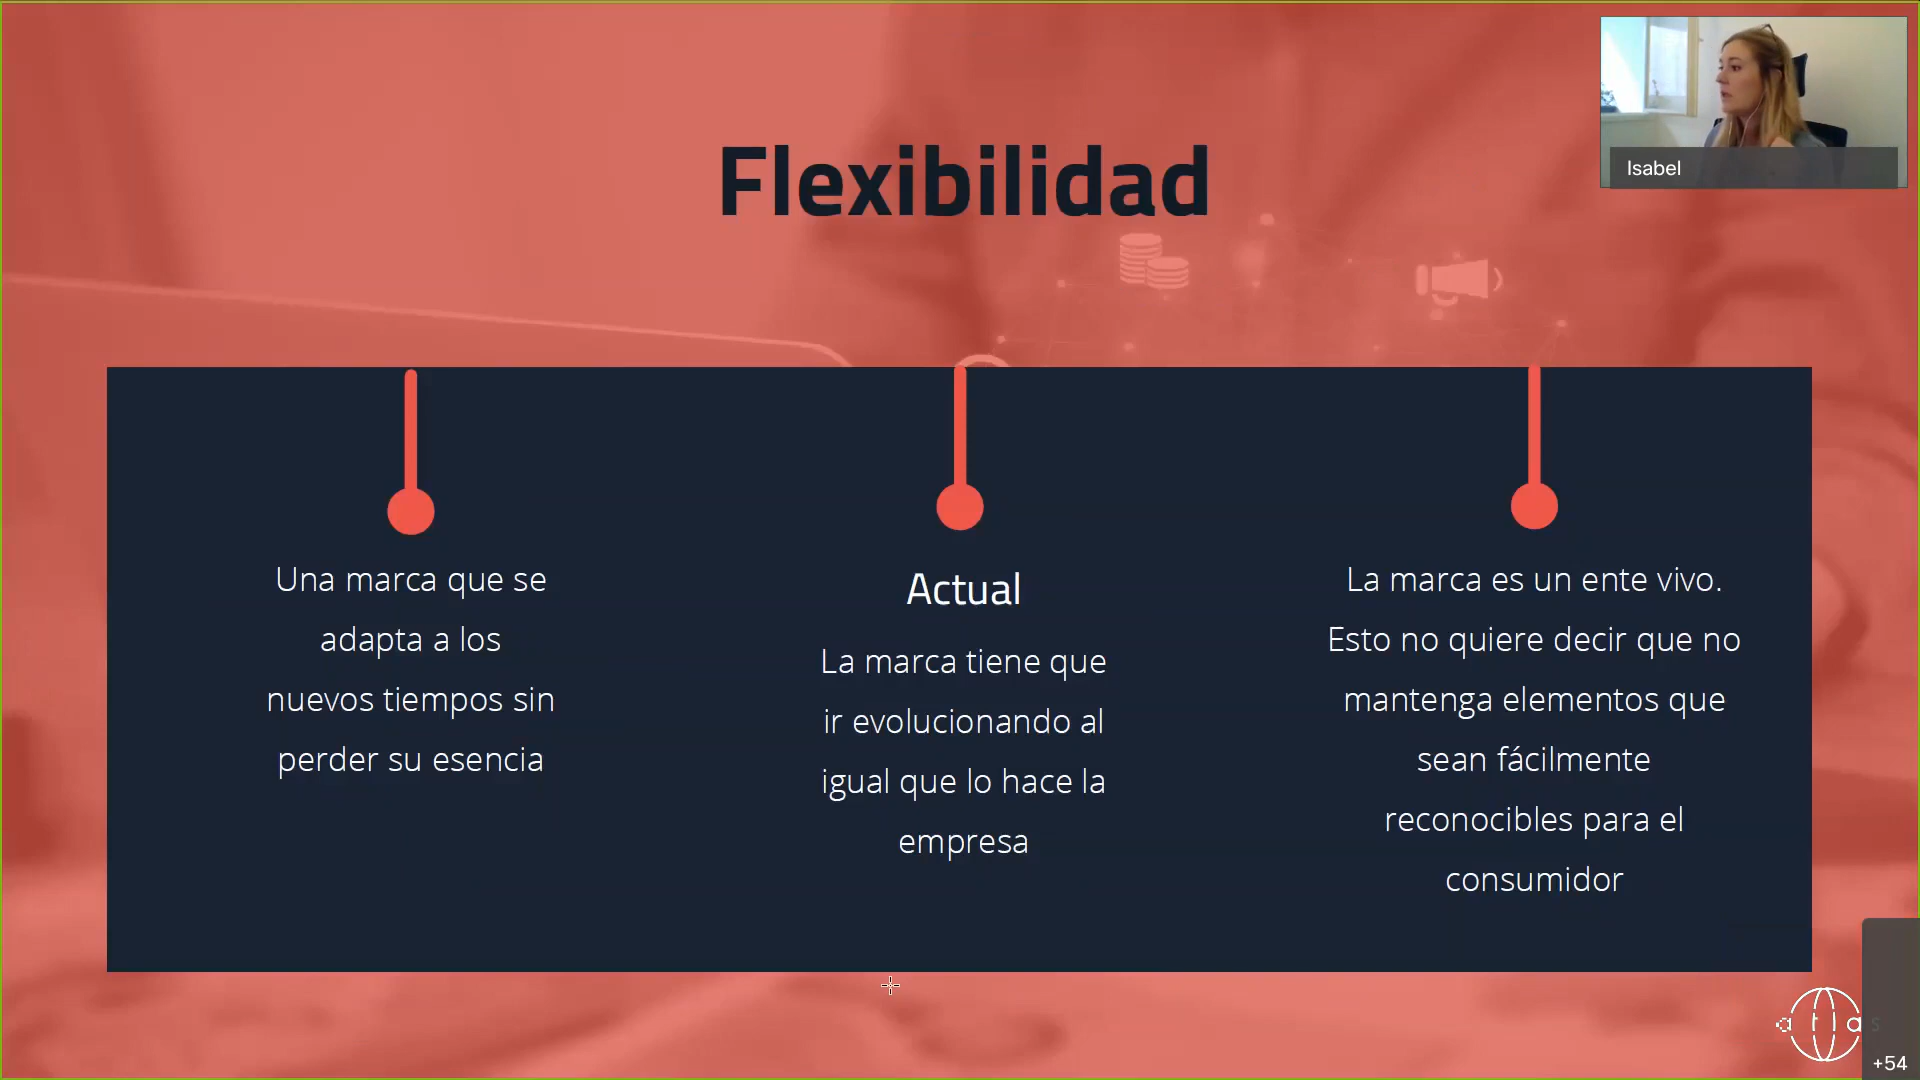 Flexibilidad
Isabel
Una marca que se
adapta a los
nuevos tiempos sin
perder su esencia
Actual
La marca tiene que
ir evolucionando al
igual que lo hace la
empresa
La marca es un ente vivo.
Esto no quiere decir que no
mantenga elementos que
sean fácilmente
reconocibles para el
consumidor
atlas
+54